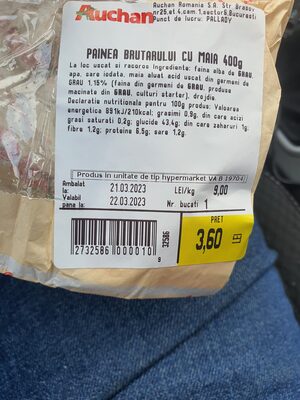 Auchan
Auchan Romania S.A. Str. Brasov
nr25,et.4,cam.1,sector6,Bucuresti
Punct de lucru: PALLADY
PAINEA BRUTARULUI CU MAIA 400g
La loc uscat si racoros Ingrediente: faina alba de GRAU
apa, sare iodata, maia aluat acid uscat din germeni de
GRAU 1,15% (faina din germeni de GRAU, produse
macinate din GRAU, culturi starter), drojdie.
Declaratie nutritionala pentru 100g produs: Valoarea
energetica 891kJ/210kcal; grasimi 0.9g, din care acizi
grasi saturati 0.2g; glucide 43,4g; din care zaharuri 1g;
fibre 1.2g; proteine 6.5g; sare 1.2g.
Produs in unitate de tip hypermarket
Ambalat
la: 21.03.2023 LEI/kg 9,00
Valabil
pana la: 22.03.2023 Nr bucati 1
32586
PRET
3,60
2732586000010
9